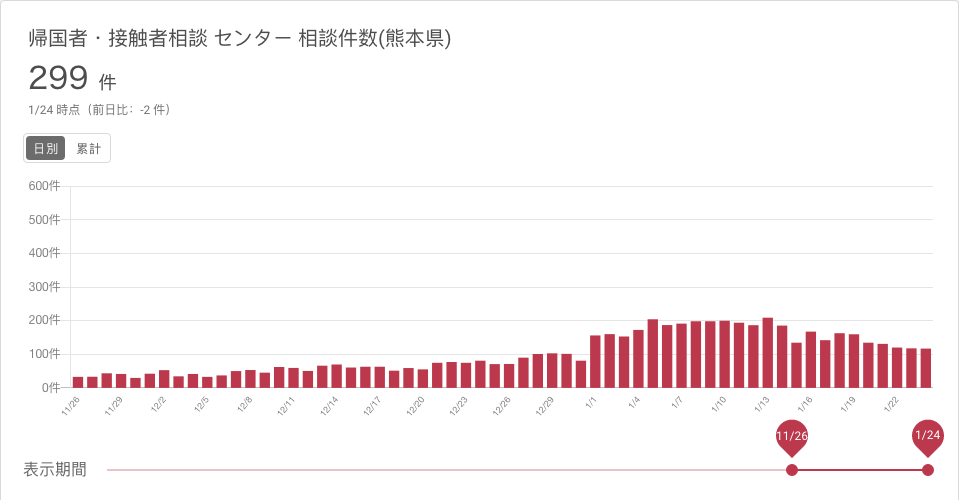 帰国者・接触者相談 センター 相談件数(熊本県)
299 件
1/24 時点（前日比：-2 件）
日別 累計
600件
500件
400件
300件
200件
100件
0件
11/26 11/29 12/2 12/5 12/8 12/11 12/14 12/17 12/20 12/23 12/26 12/29 1/1 1/4 1/7 1/10 1/13 1/16 1/19 1/22
11/26 1/24
表示期間